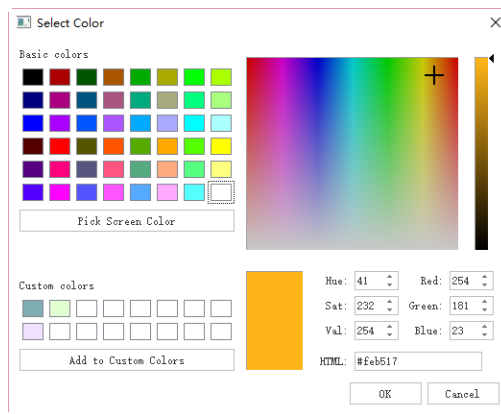 Select Color
Basic colors
Pick Screen Color
Custom colors
Add to Custom Colors
Hue: 41 Red: 254
Sat: 232 Green: 181
Val: 254 Blue: 23
HTML: #feb517
OK Cancel